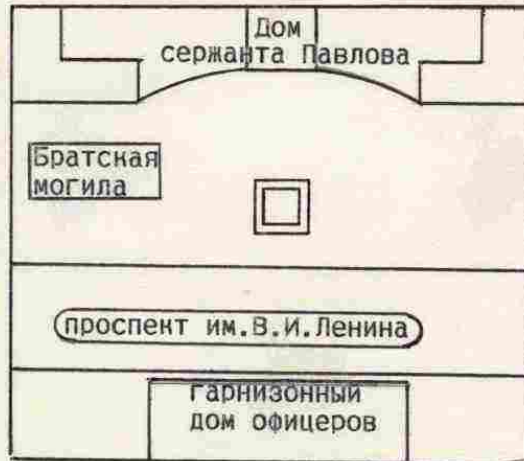 Дом
сержанта Павлова
Братская
могила
проспект им.В.И.Ленина
гарнизонный
дом офицеров